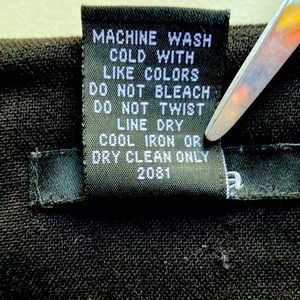 MACHINE WASH
COLD WITH
LIKE COLORS
DO NOT BLEACH
DO NOT TWIST
LINE DRY
COOL IRON OR
DRY CLEAN ONLY
2081